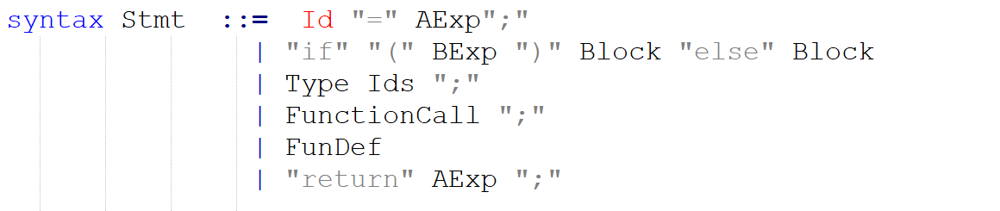 syntax Stmt ::= Id "=" AExp";"
| "if" "(" BExp ")" Block "else" Block
| Type Ids ";"
| FunctionCall ";"
| FunDef
| "return" AExp ";"